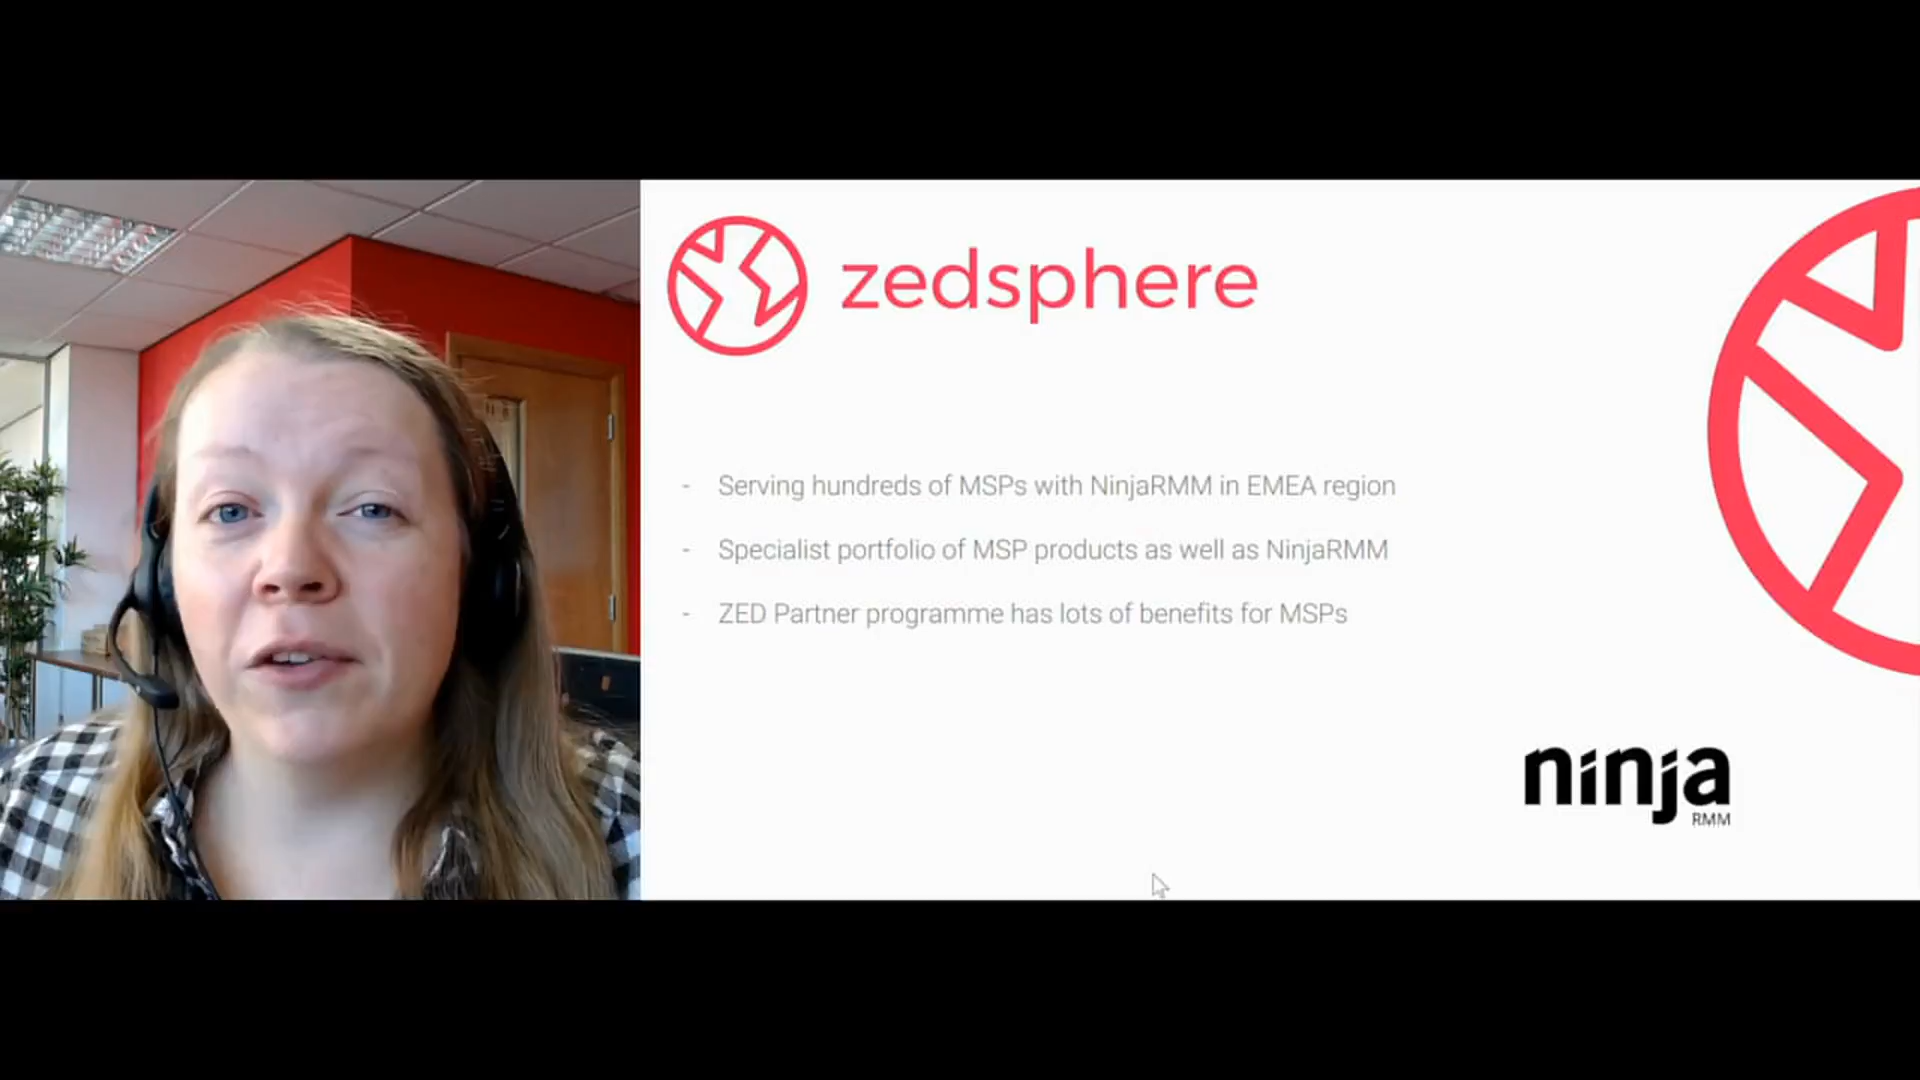 zedsphere
- Serving hundreds of MSPs with NinjaRMM in EMEA region
- Specialist portfolio of MSP products as well as NinjaRMM
- ZED Partner programme has lots of benefits for MSPs
ninja
RMM